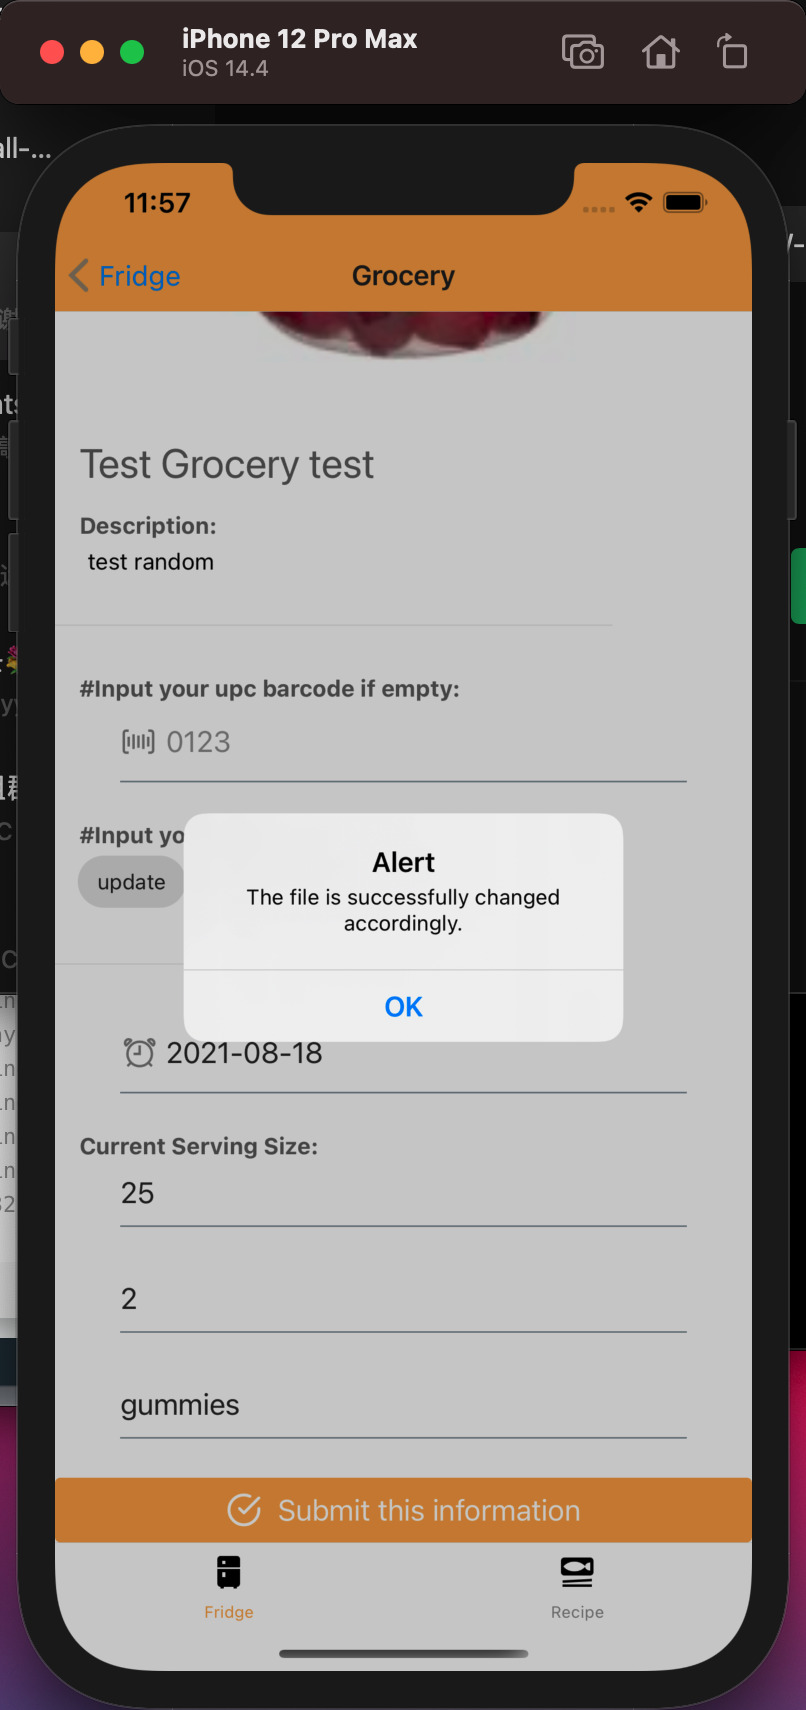 iPhone 12 Pro Max
iOS 14.4
all-...
11:57
Fridge
Grocery
Test Grocery test
Description:
test random
#Input your upc barcode if empty:
0123
#Input yo
update
Alert
The file is successfully changed
accordingly.
OK
2021-08-18
Current Serving Size:
25
2
gummies
Submit this information
Fridge
Recipe